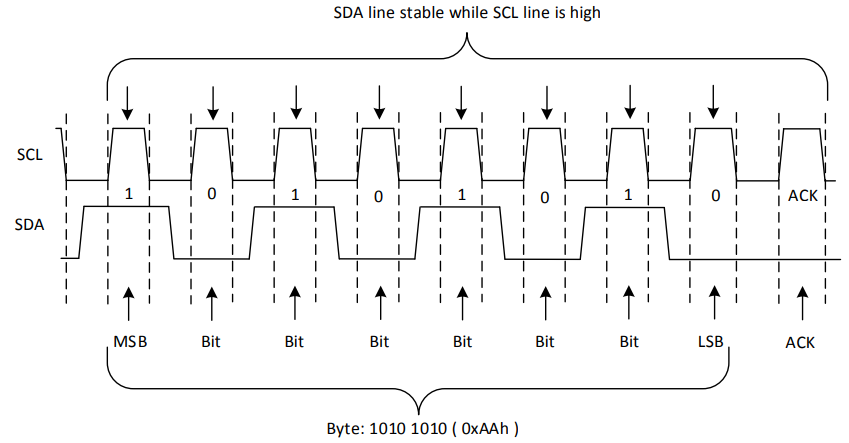 SDA line stable while SCL line is high
SCL
1 0 1 0 1 0 1 0 ACK
SDA
MSB Bit Bit Bit Bit Bit Bit LSB ACK
Byte: 1010 1010 ( 0xAAh )